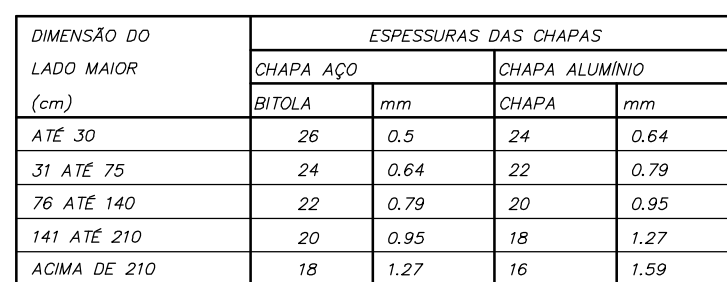 DIMENSÃO DO ESPESSURAS DAS CHAPAS
LADO MAIOR CHAPA AÇO CHAPA ALUMÍNIO
(cm) BITOLA mm CHAPA mm
ATÉ 30 26 0.5 24 0.64
31 ATÉ 75 24 0.64 22 0.79
76 ATÉ 140 22 0.79 20 0.95
141 ATÉ 210 20 0.95 18 1.27
ACIMA DE 210 18 1.27 16 1.59